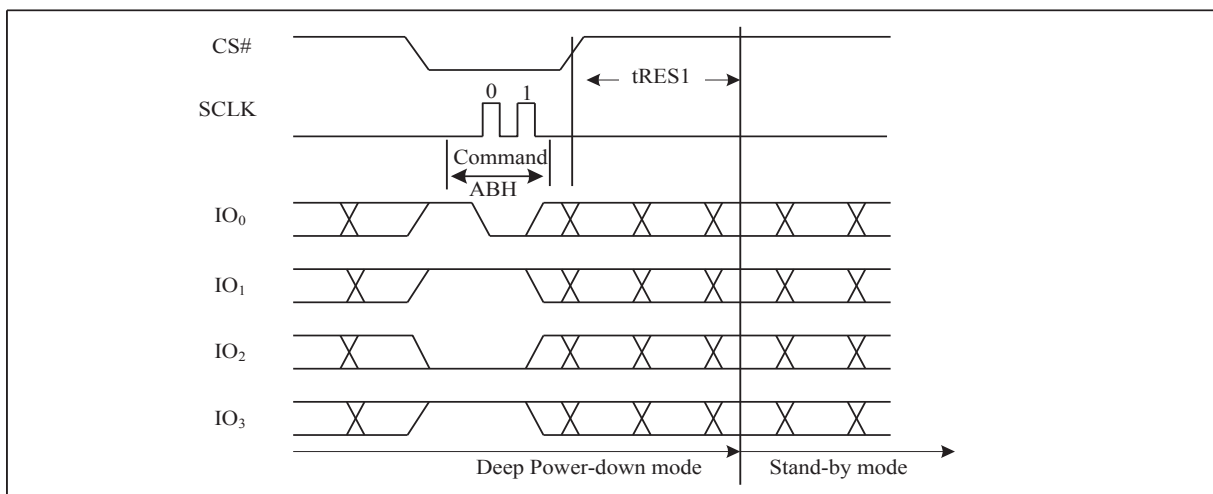 CS#
tRES1
SCLK
0 1
Command
ABH
IO₀
IO₁
IO₂
IO₃
Deep Power-down mode Stand-by mode